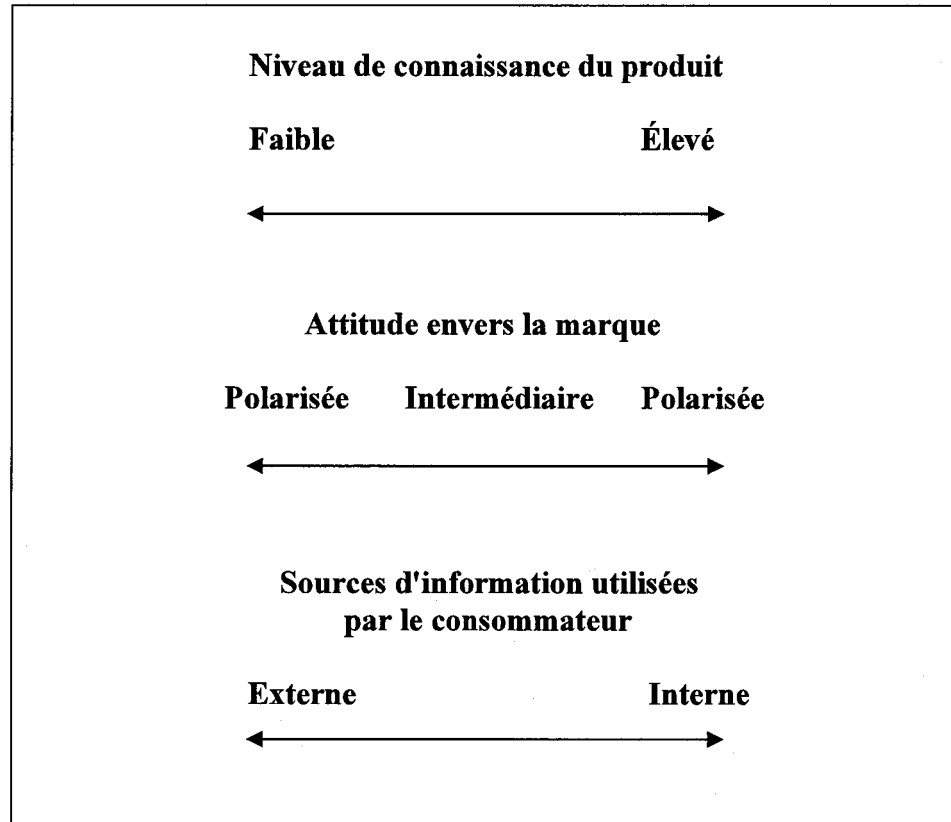 Niveau de connaissance du produit
Faible Élevé
Attitude envers la marque
Polarisée Intermédiaire Polarisée
Sources d'information utilisées
par le consommateur
Externe Interne